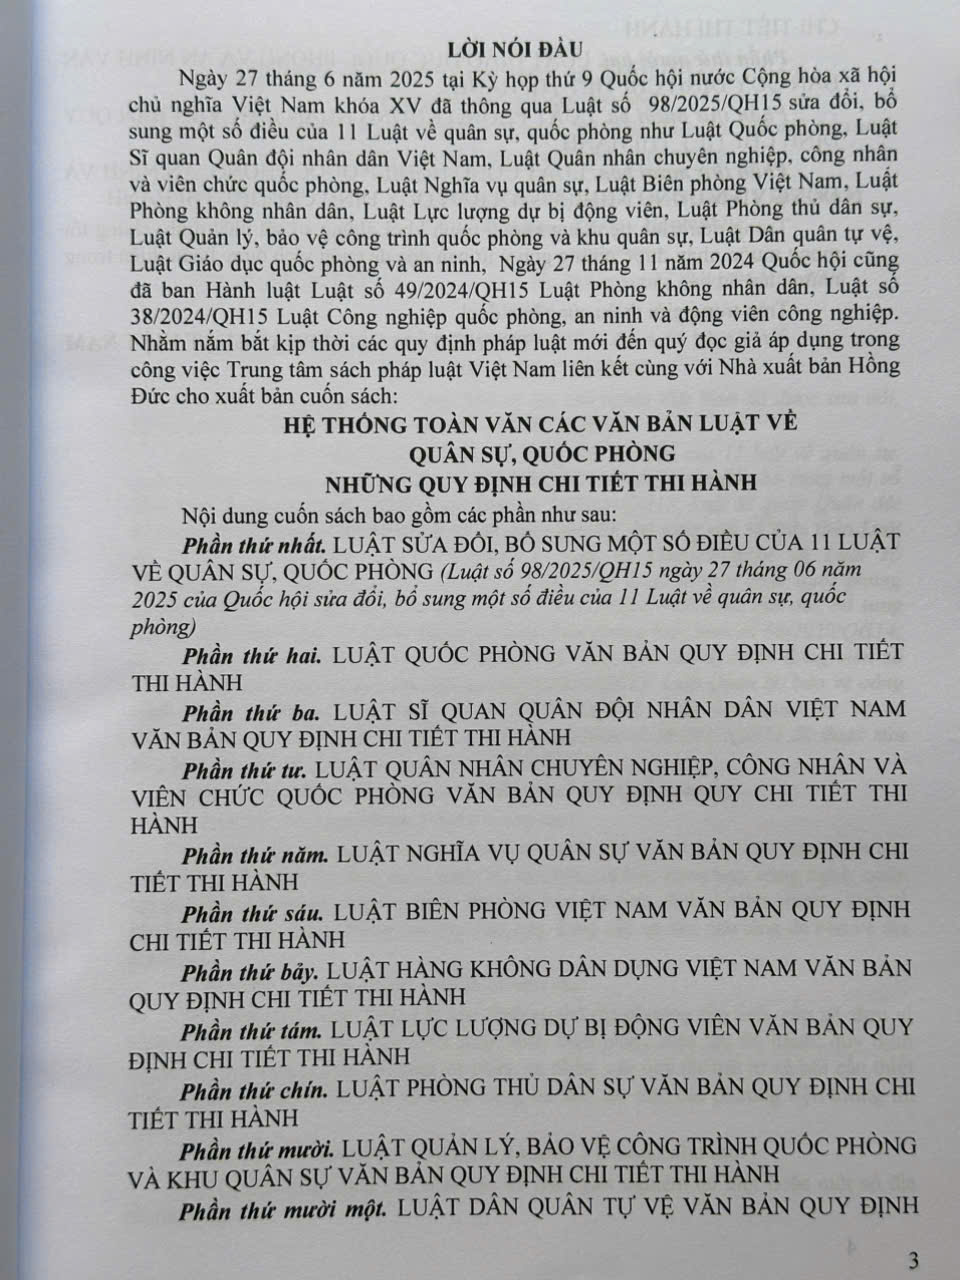 LỜI NÓI ĐẦU
Ngày 27 tháng 6 năm 2025 tại Kỳ họp thứ 9 Quốc hội nước Cộng hòa xã hội
chủ nghĩa Việt Nam khóa XV đã thông qua Luật số 98/2025/QH15 sửa đổi, bổ
sung một số điều của 11 Luật về quân sự, quốc phòng như Luật Quốc phòng, Luật
Sĩ quan Quân đội nhân dân Việt Nam, Luật Quân nhân chuyên nghiệp, công nhân
và viên chức quốc phòng, Luật Nghĩa vụ quân sự, Luật Biên phòng Việt Nam, Luật
Phòng không nhân dân, Luật Lực lượng dự bị động viên, Luật Phòng thủ dân sự,
Luật Quản lý, bảo vệ công trình quốc phòng và khu quân sự, Luật Dân quân tự vệ,
Luật Giáo dục quốc phòng và an ninh, Ngày 27 tháng 11 năm 2024 Quốc hội cũng
đã ban Hành luật Luật số 49/2024/QH15 Luật Phòng không nhân dân, Luật số
38/2024/QH15 Luật Công nghiệp quốc phòng, an ninh và động viên công nghiệp.
Nhằm nắm bắt kịp thời các quy định pháp luật mới đến quý đọc giả áp dụng trong
công việc Trung tâm sách pháp luật Việt Nam liên kết cùng với Nhà xuất bản Hồng
Đức cho xuất bản cuốn sách:
HỆ THỐNG TOÀN VĂN CÁC VĂN BẢN LUẬT VỀ
QUÂN SỰ, QUỐC PHÒNG
NHỮNG QUY ĐỊNH CHI TIẾT THI HÀNH
Nội dung cuốn sách bao gồm các phần như sau:
Phần thứ nhất. LUẬT SỬA ĐỔI, BỔ SUNG MỘT SỐ ĐIỀU CỦA 11 LUẬT
VỀ QUÂN SỰ, QUỐC PHÒNG (Luật số 98/2025/QH15 ngày 27 tháng 06 năm
2025 của Quốc hội sửa đổi, bổ sung một số điều của 11 Luật về quân sự, quốc
phòng)
Phần thứ hai. LUẬT QUỐC PHÒNG VĂN BẢN QUY ĐỊNH CHI TIẾT
THI HÀNH
Phần thứ ba. LUẬT SĨ QUAN QUÂN ĐỘI NHÂN DÂN VIỆT NAM
VĂN BẢN QUY ĐỊNH CHI TIẾT THI HÀNH
Phần thứ tư. LUẬT QUÂN NHÂN CHUYÊN NGHIỆP, CÔNG NHÂN VÀ
VIÊN CHỨC QUỐC PHÒNG VĂN BẢN QUY ĐỊNH QUY CHI TIẾT THI
HÀNH
Phần thứ năm. LUẬT NGHĨA VỤ QUÂN SỰ VĂN BẢN QUY ĐỊNH CHI
TIẾT THI HÀNH
Phần thứ sáu. LUẬT BIÊN PHÒNG VIỆT NAM VĂN BẢN QUY ĐỊNH
CHI TIẾT THI HÀNH
Phần thứ bảy. LUẬT HÀNG KHÔNG DÂN DỤNG VIỆT NAM VĂN BẢN
QUY ĐỊNH CHI TIẾT THI HÀNH
Phần thứ tám. LUẬT LỰC LƯỢNG DỰ BỊ ĐỘNG VIÊN VĂN BẢN QUY
ĐỊNH CHI TIẾT THI HÀNH
Phần thứ chín. LUẬT PHÒNG THỦ DÂN SỰ VĂN BẢN QUY ĐỊNH CHI
TIẾT THI HÀNH
Phần thứ mười. LUẬT QUẢN LÝ, BẢO VỆ CÔNG TRÌNH QUỐC PHÒNG
VÀ KHU QUÂN SỰ VĂN BẢN QUY ĐỊNH CHI TIẾT THI HÀNH
Phần thứ mười một. LUẬT DÂN QUÂN TỰ VỆ VĂN BẢN QUY ĐỊNH
3